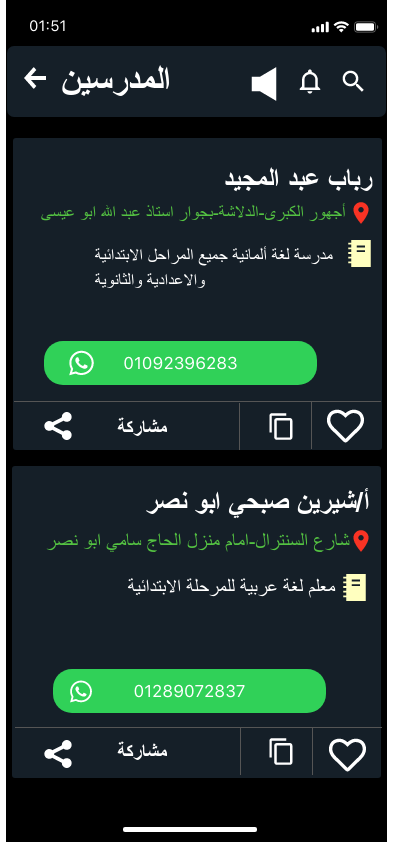 01:51
المدرسين
رباب عبد المجيد
أجهور الكبرى-الدلاشة-بجوار استاذ عبد الله ابو عيسى
مدرسة لغة ألمانية جميع المراحل الابتدائية
والاعدادية والثانوية
01092396283
مشاركة
أ/شيرين صبحي ابو نصر
شارع السنترال-امام منزل الحاج سامي ابو نصر
معلم لغة عربية للمرحلة الابتدائية
01289072837
مشاركة